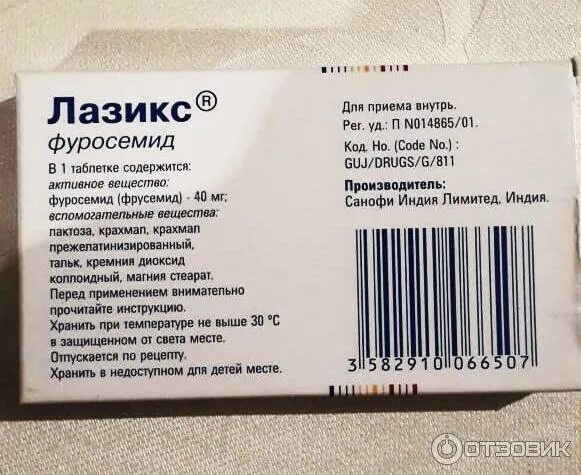 Лазикс®
фуросемид
В 1 таблетке содержится:
активное вещество:
фуросемид (фрусемид) - 40 мг;
вспомогательные вещества:
лактоза, крахмал, крахмал
прежелатинизированный,
тальк, кремния диоксид
коллоидный, магния стеарат.
Перед применением внимательно
прочитайте инструкцию.
Хранить при температуре не выше 30 °C
в защищенном от света месте.
Отпускается по рецепту.
Хранить в недоступном для детей месте.
Для приема внутрь.
Рег. уд.: П N014865/01.
Код. Но. (Code No.) :
GUJ/DRUGS/G/811
Производитель:
Санофи Индия Лимитед, Индия.
3 582910 066507
ОТЗОВИК